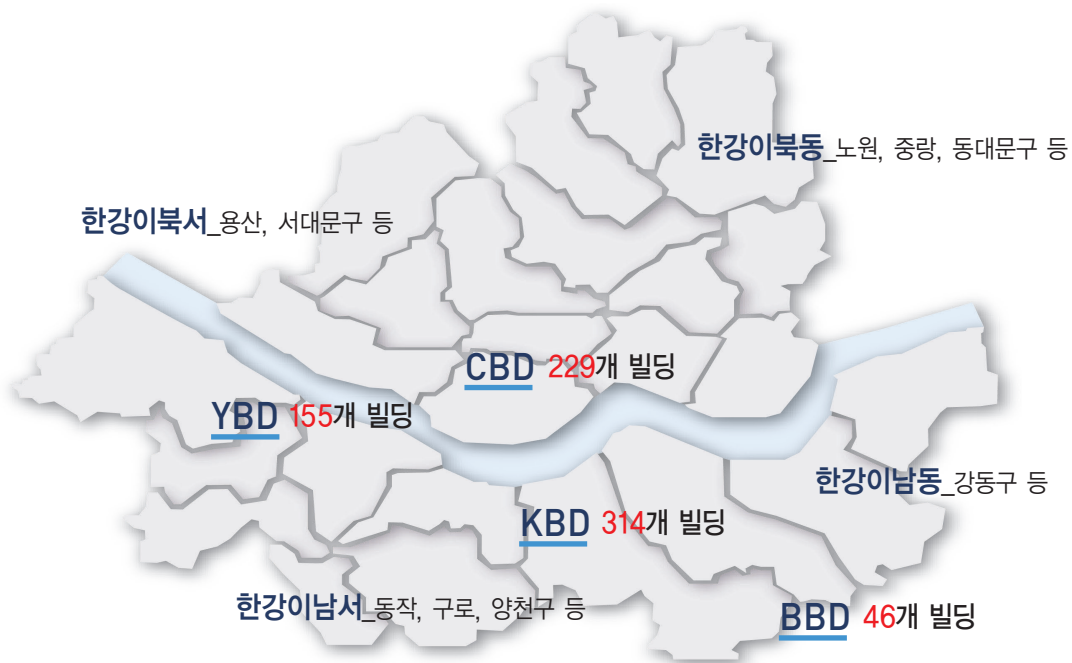 한강이북동_노원, 중랑, 동대문구 등
한강이북서_용산, 서대문구 등
CBD 229개 빌딩
YBD 155개 빌딩
한강이남동_강동구 등
KBD 314개 빌딩
한강이남서_동작, 구로, 양천구 등
BBD 46개 빌딩